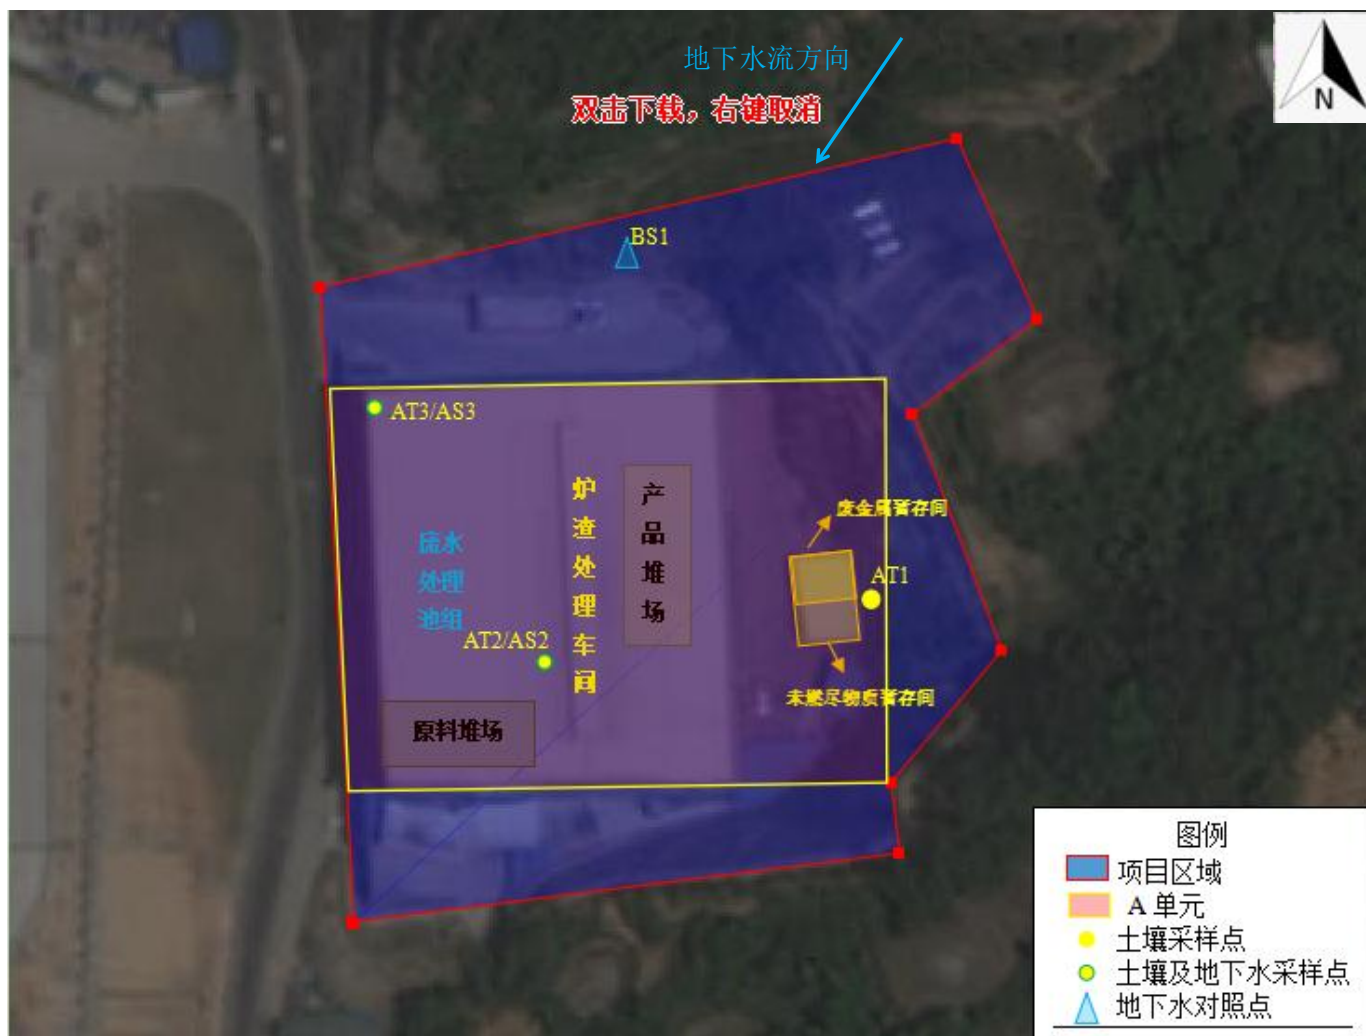 地下水流方向
双击下载，右键取消
N
BS1
AT3/AS3
炉渣处理车间
产品堆场
废水
处理
池组
废金属暂存间
AT1
AT2/AS2
未燃尽物质暂存间
原料堆场
图例
项目区域
A 单元
土壤采样点
土壤及地下水采样点
地下水对照点